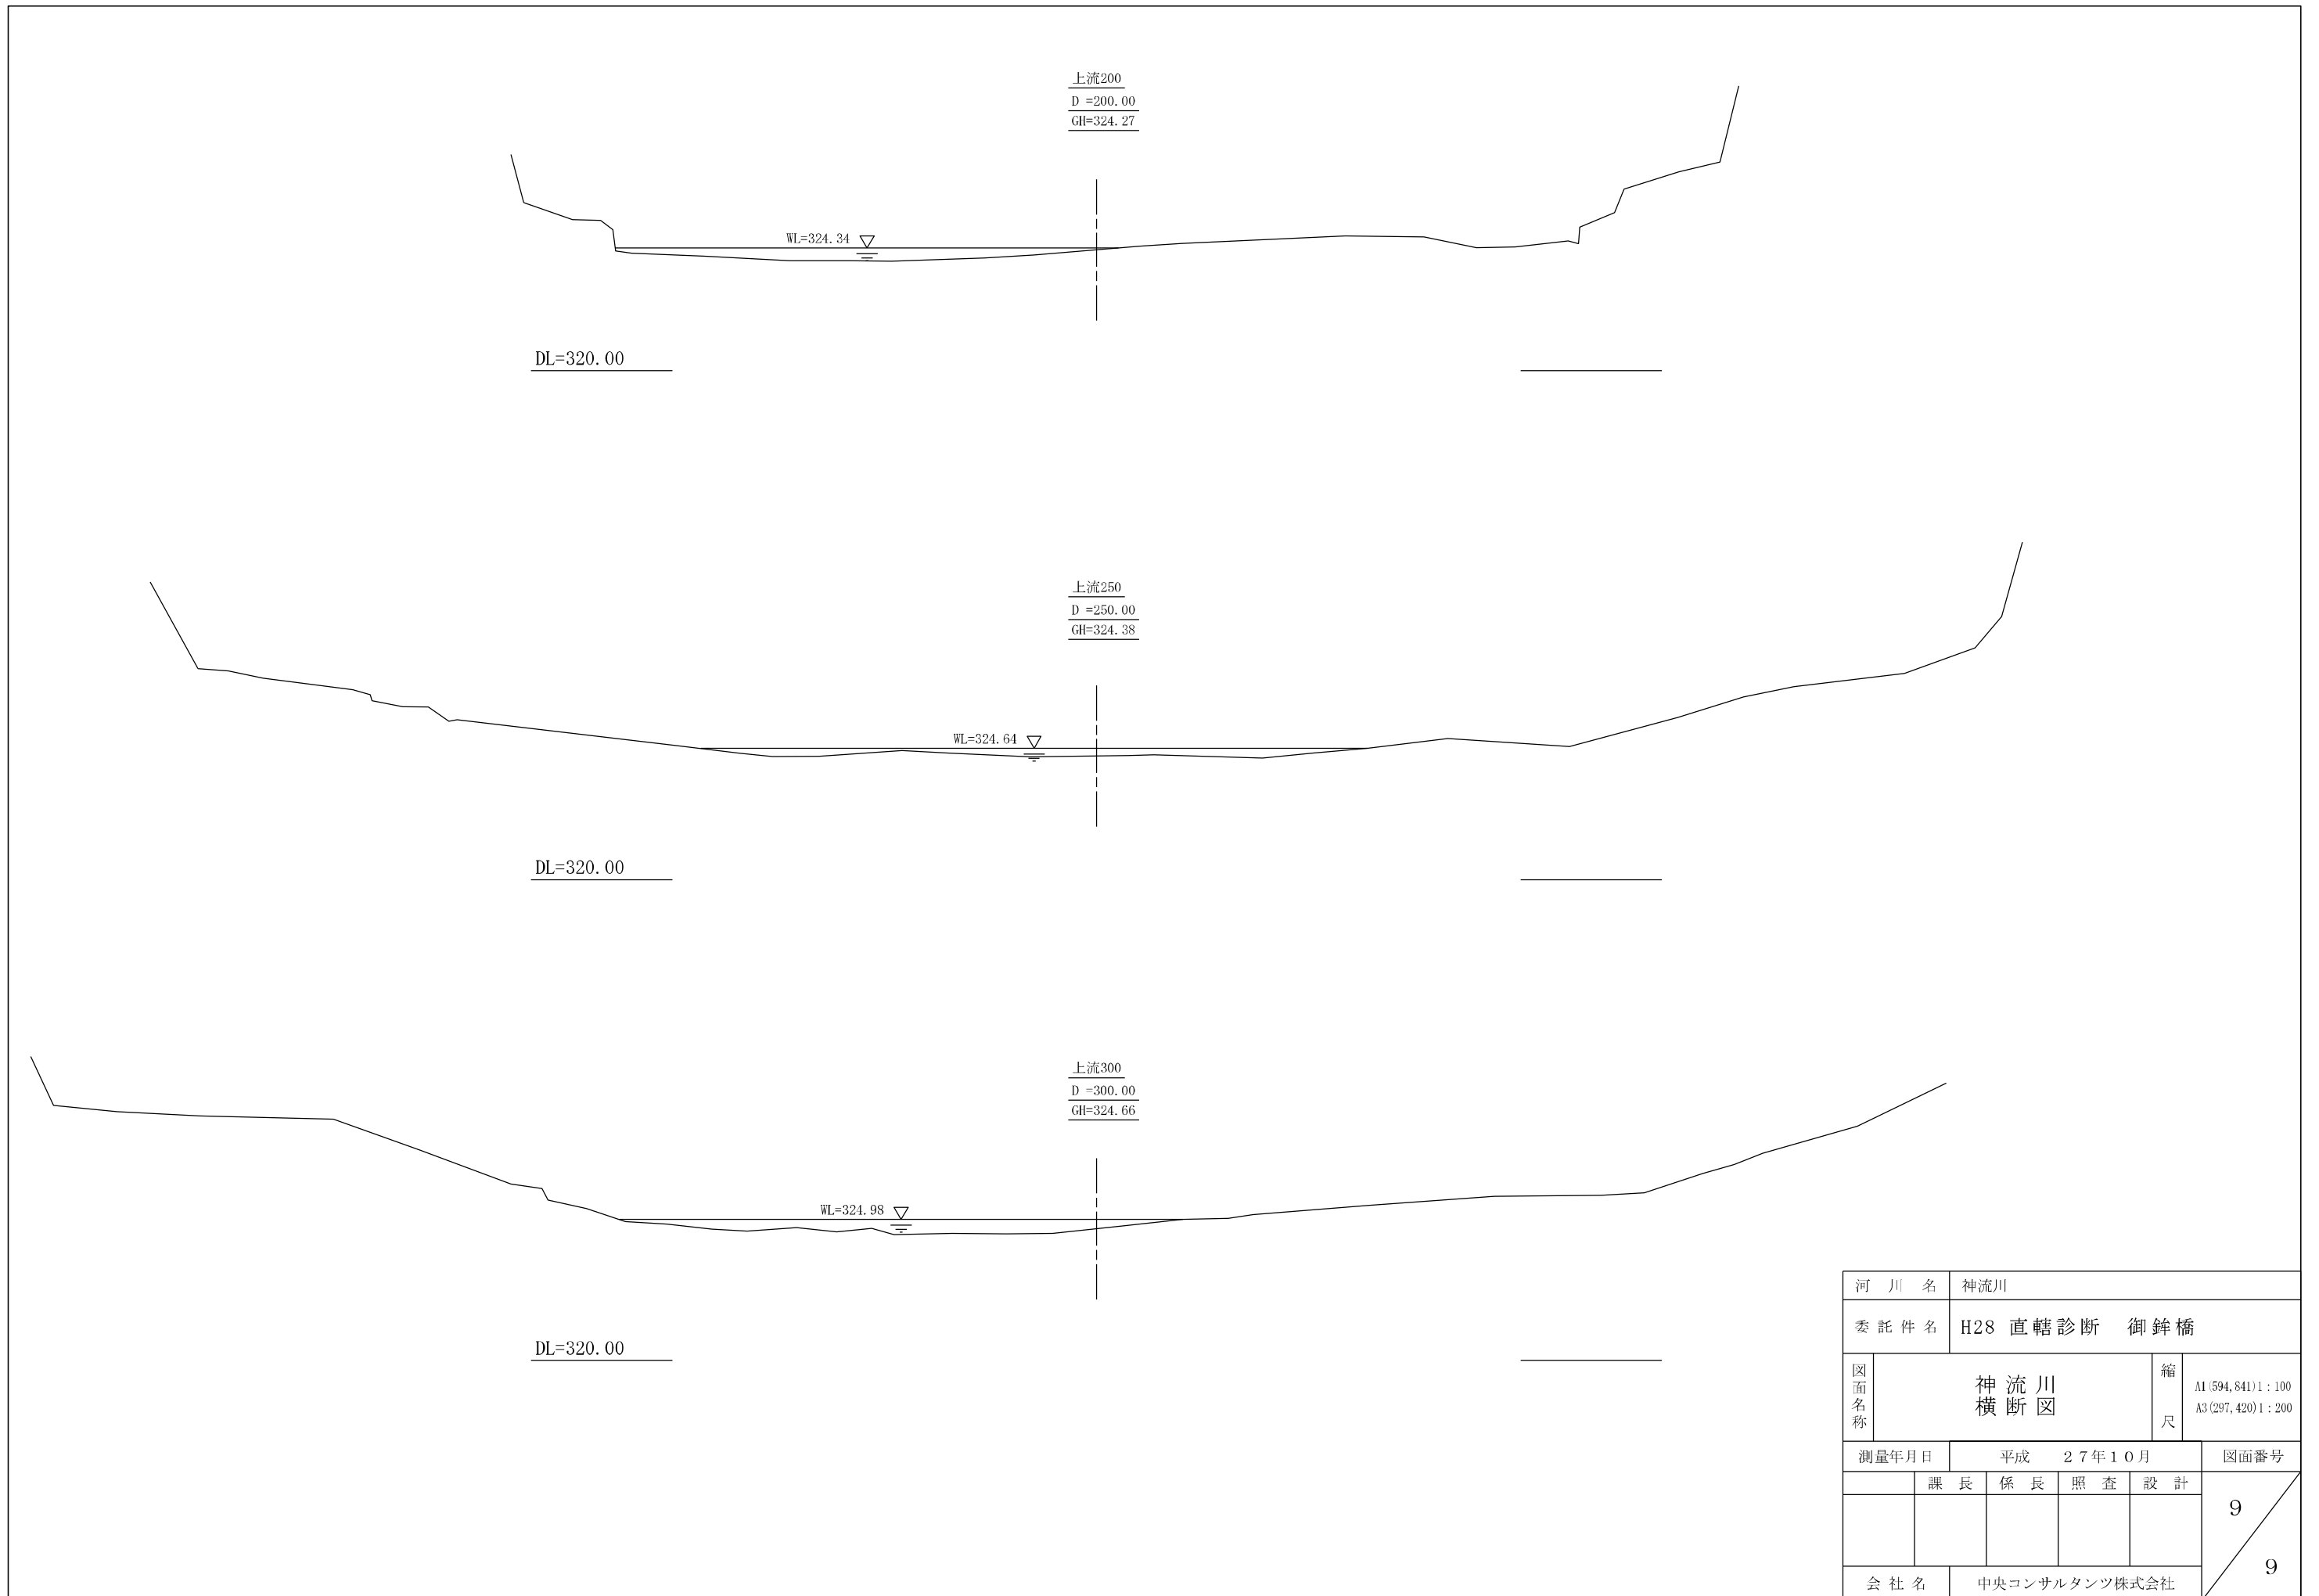 上流200
D =200.00
GH=324.27
WL=324.34
DL=320.00
上流250
D =250.00
GH=324.38
WL=324.64
DL=320.00
上流300
D =300.00
GH=324.66
WL=324.98
DL=320.00
河 川 名 神流川
委 託 件 名 H28 直轄診断 御鉾橋
図面名称 神 流 川
横 断 図
縮 尺 A1(594,841)1:100
A3(297,420)1:200
測量年月日 平成 27年10月 図面番号
課 長 係 長 照 査 設 計
9
9
会 社 名 中央コンサルタンツ株式会社